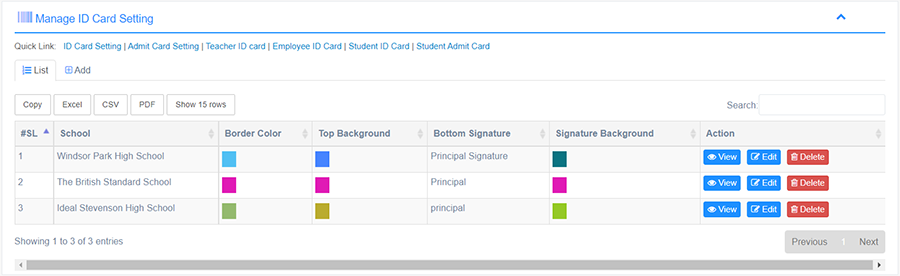 Manage ID Card Setting
Quick Link: ID Card Setting | Admit Card Setting | Teacher ID card | Employee ID Card | Student ID Card | Student Admit Card
List Add
Copy Excel CSV PDF Show 15 rows Search:
#SL School Border Color Top Background Bottom Signature Signature Background Action
1 Windsor Park High School Principal Signature View Edit Delete
2 The British Standard School Principal View Edit Delete
3 Ideal Stevenson High School principal View Edit Delete
Showing 1 to 3 of 3 entries Previous 1 Next